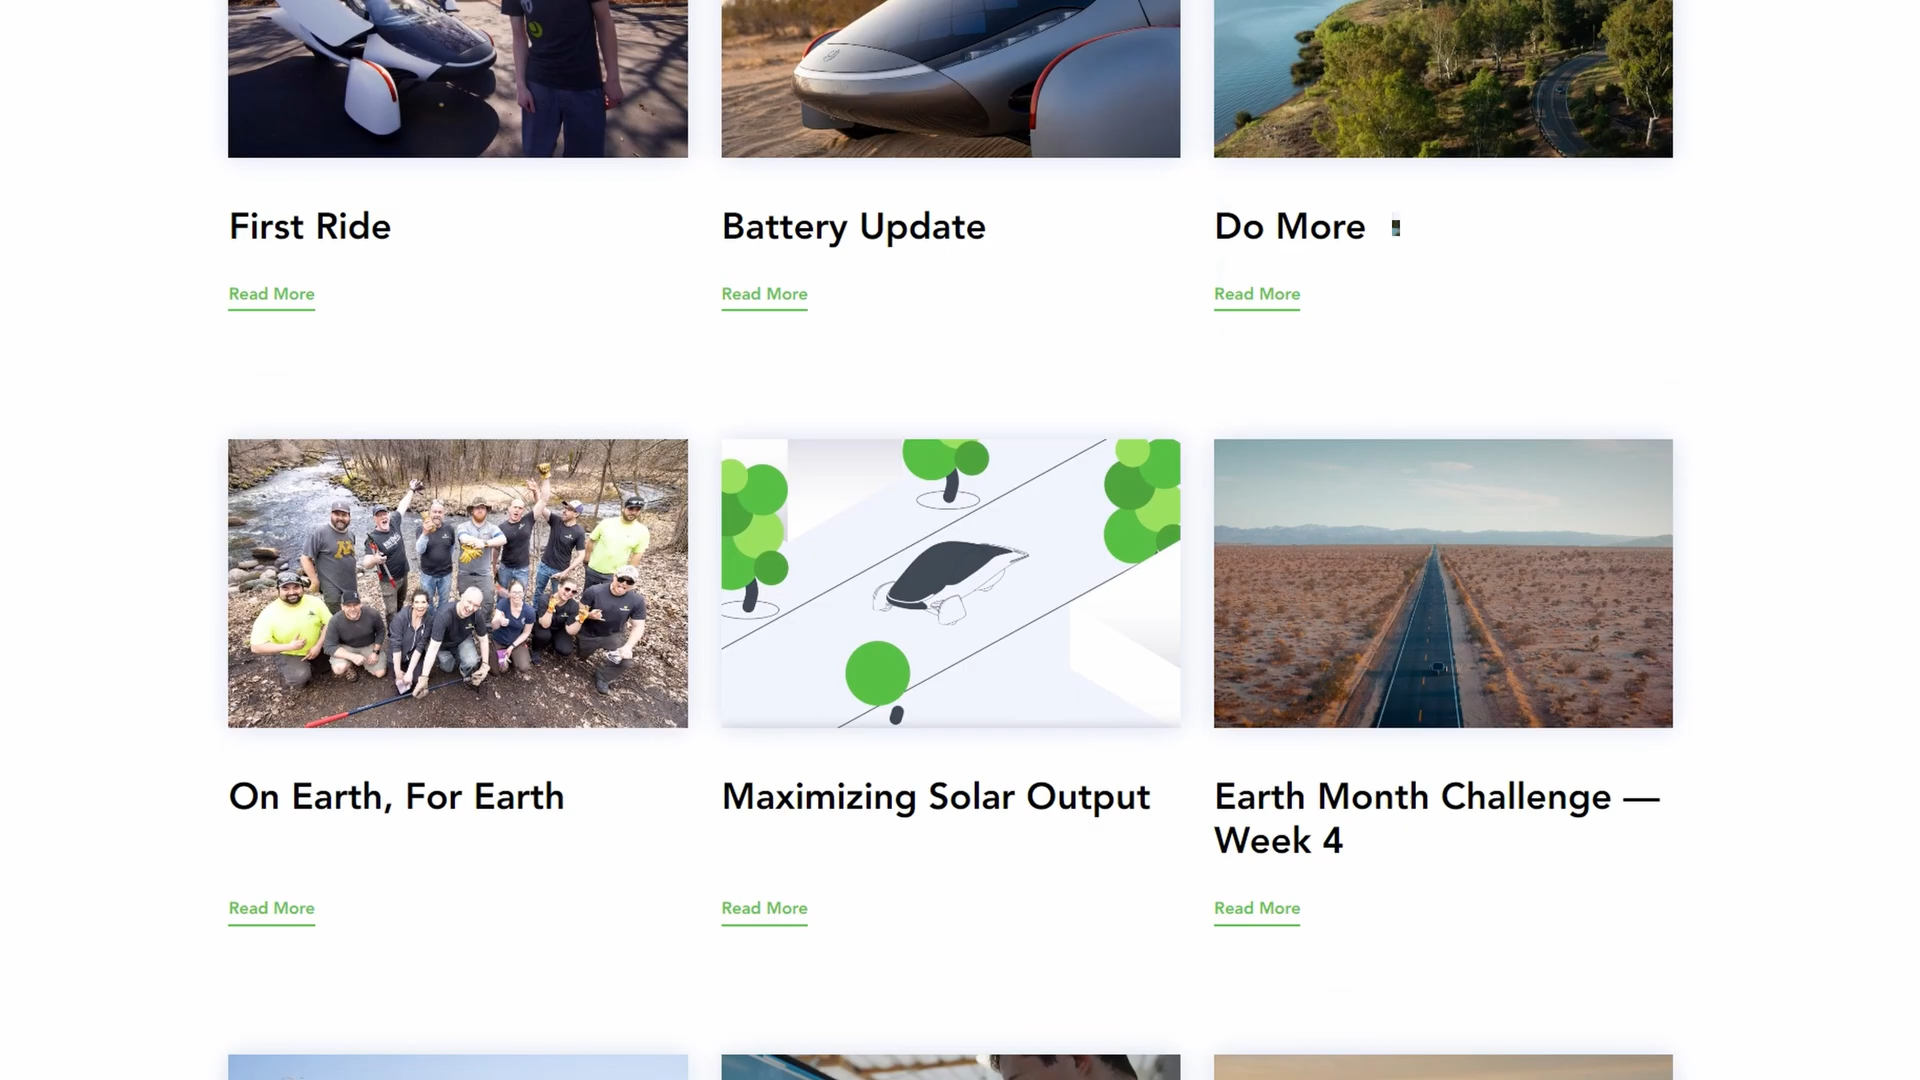 First Ride
Battery Update
Do More
Read More
Read More
Read More
On Earth, For Earth
Maximizing Solar Output
Earth Month Challenge —
Week 4
Read More
Read More
Read More